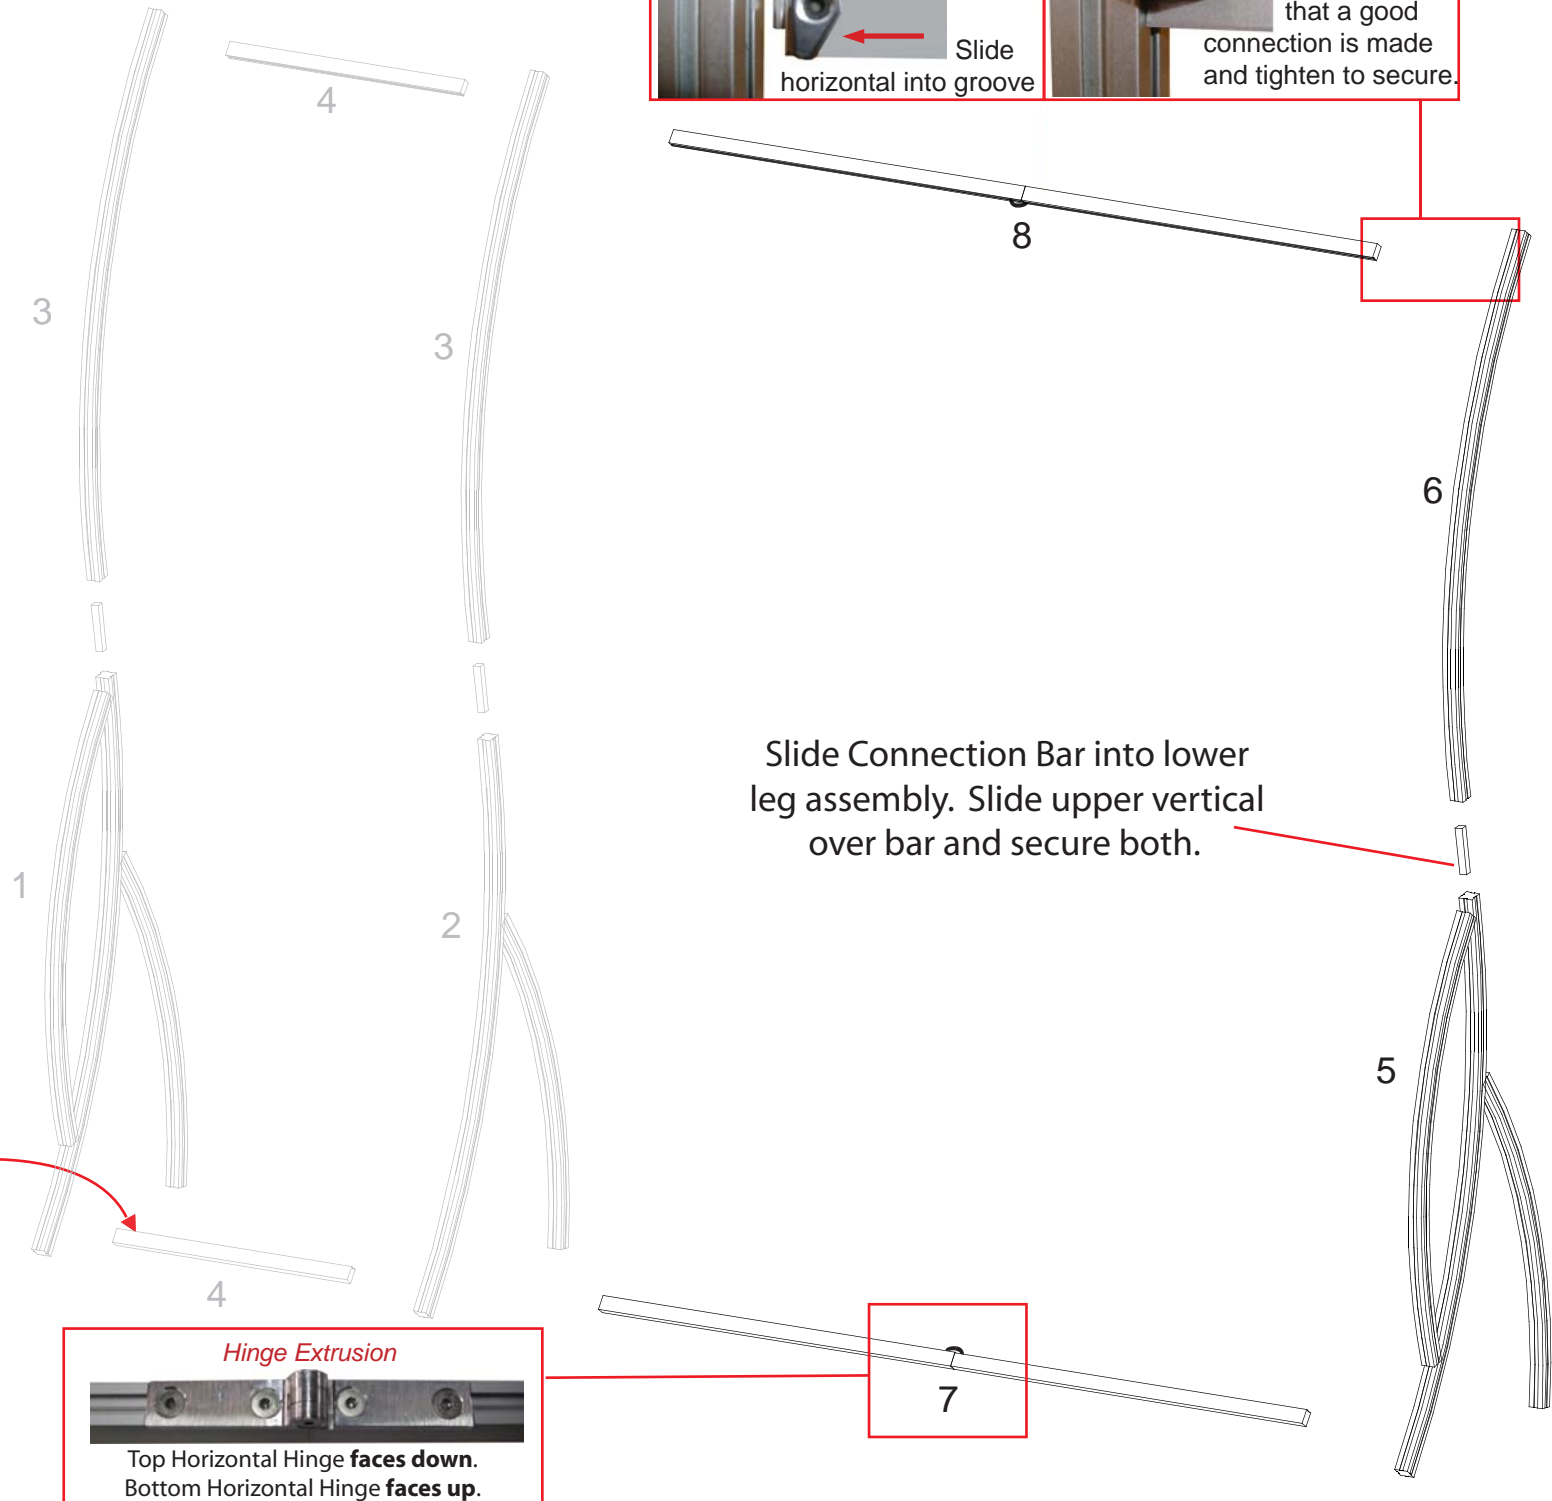 that a good
connection is made
and tighten to secure.
Slide
horizontal into groove
4
8
3
3
6
Slide Connection Bar into lower
leg assembly.  Slide upper vertical
over bar and secure both.
1
2
5
4
7
Hinge Extrusion
Top Horizontal Hinge faces down.
Bottom Horizontal Hinge faces up.